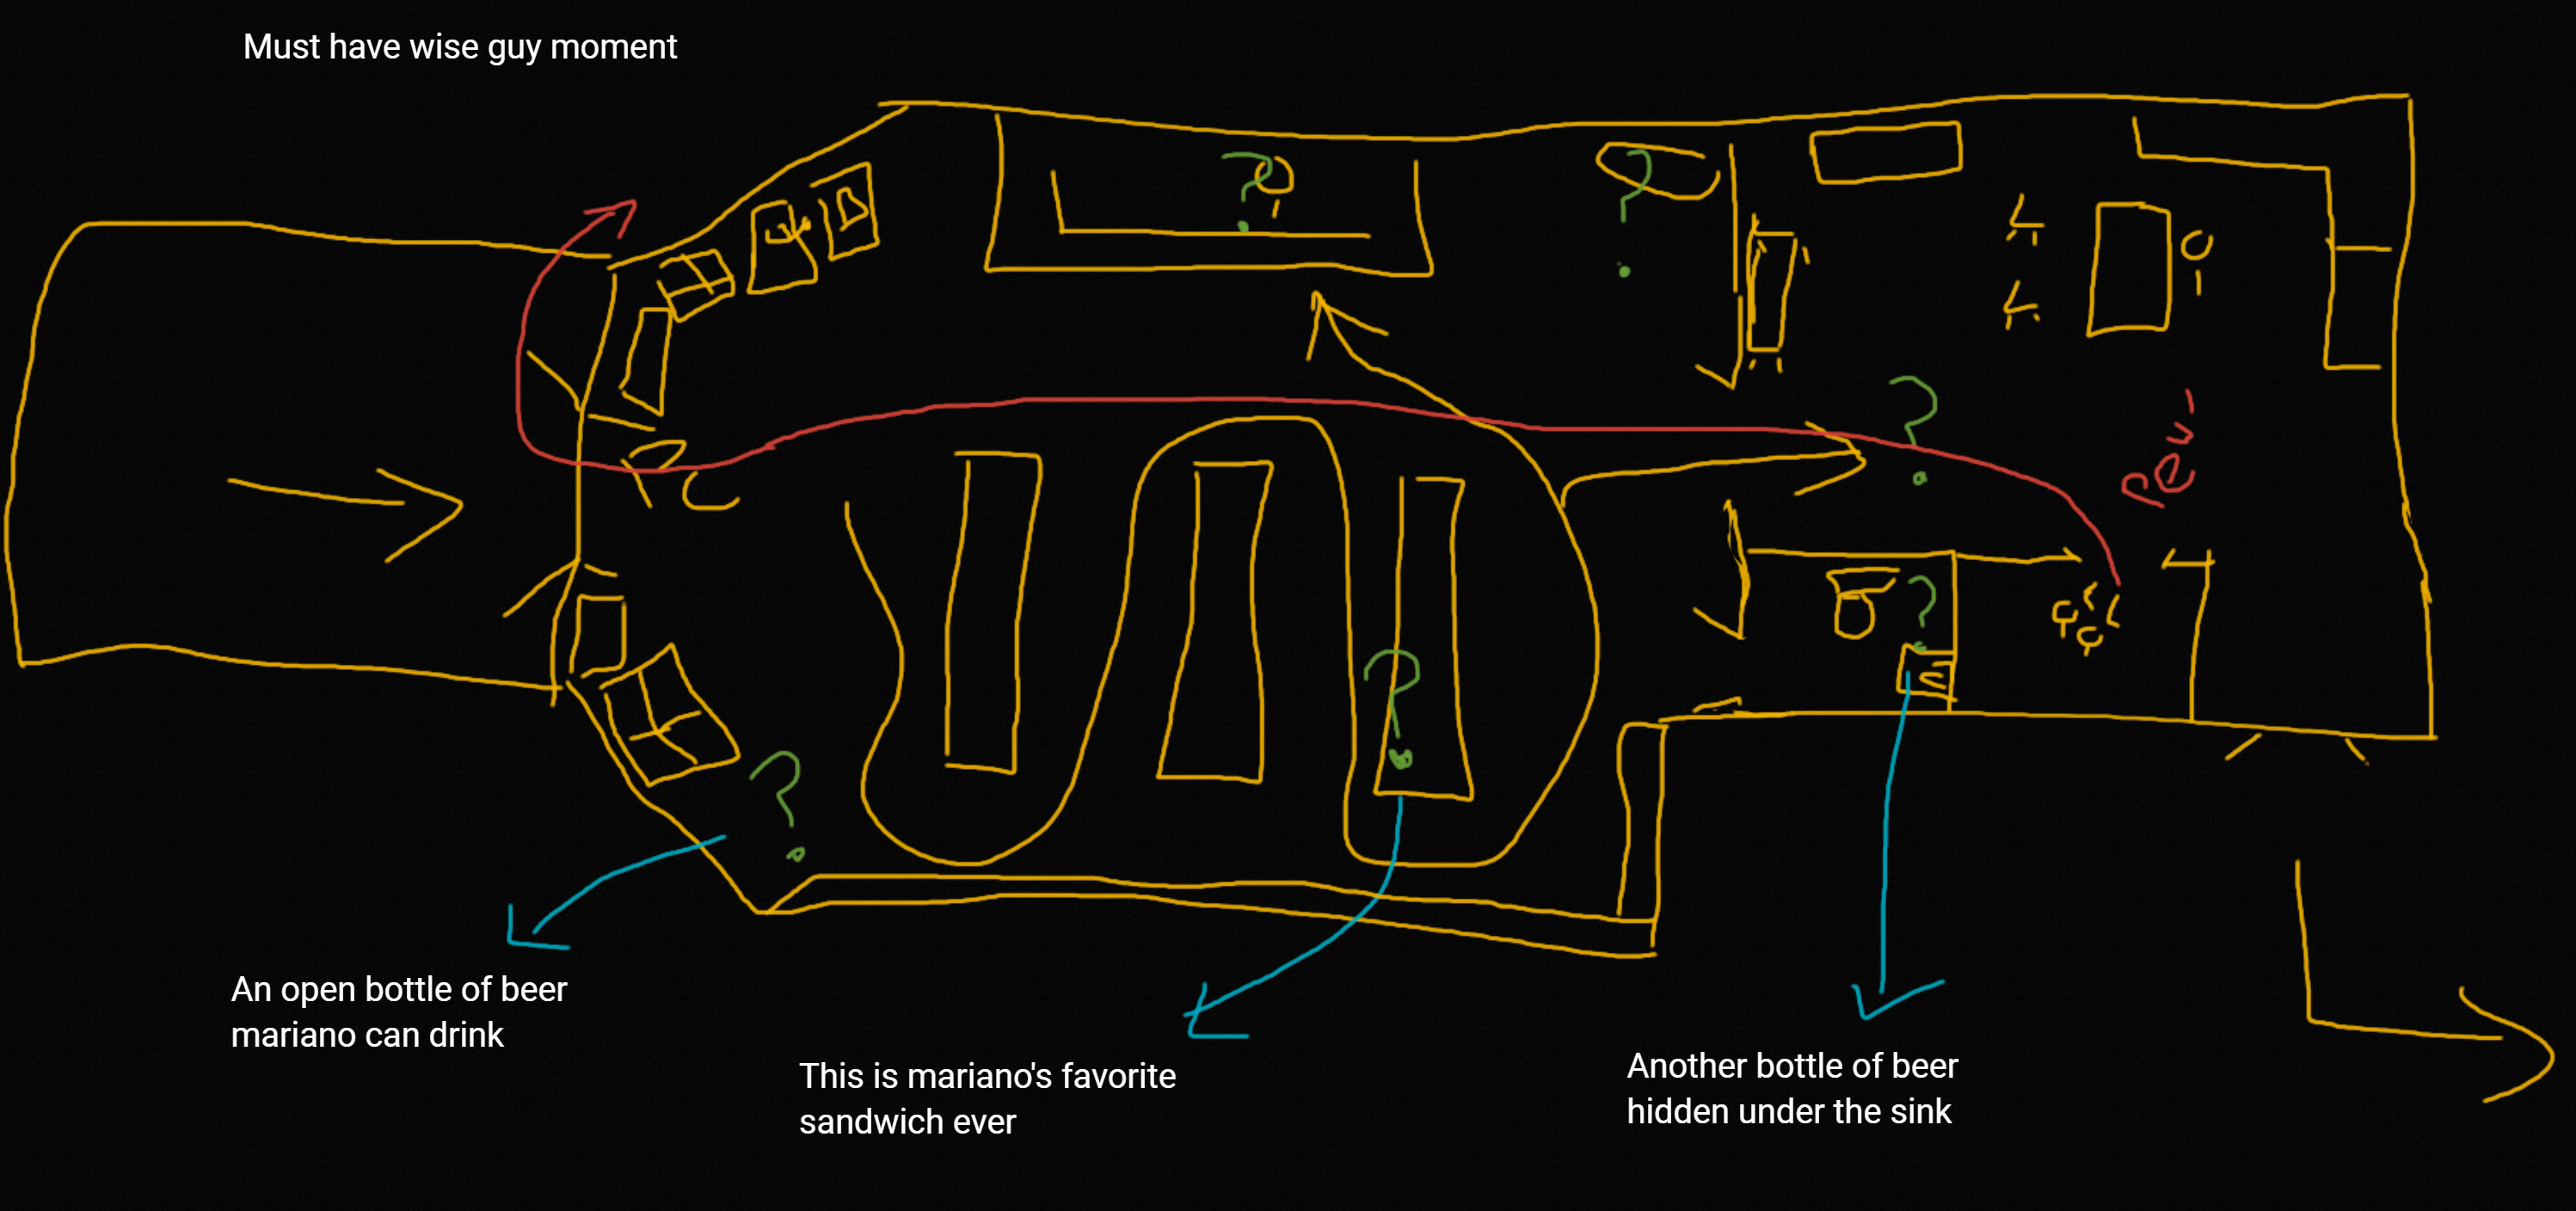 Must have wise guy moment
An open bottle of beer
mariano can drink
This is mariano's favorite
sandwich ever
Another bottle of beer
hidden under the sink
?
?
?
?
?
?